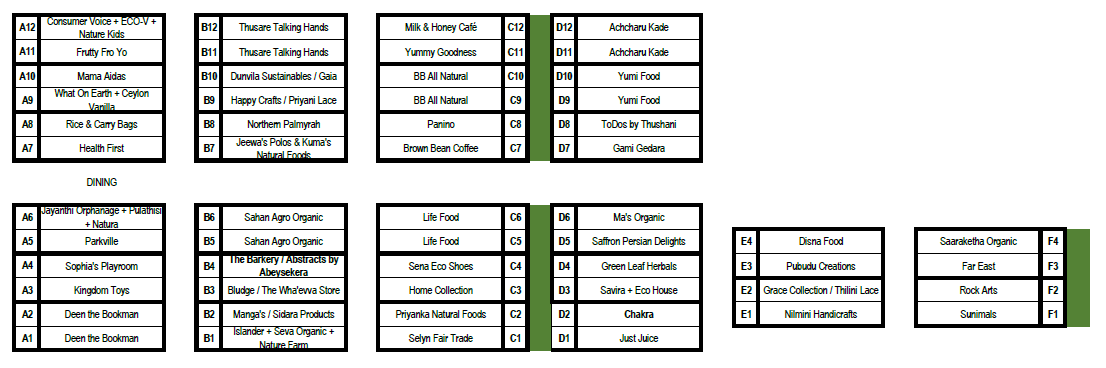 A12 Consumer Voice + ECO-V +
Nature Kids
A11 Frutty Fro Yo
A10 Mama Aidas
A9 What On Earth + Ceylon
Vanilla
A8 Rice & Carry Bags
A7 Health First
B12 Thusare Talking Hands
B11 Thusare Talking Hands
B10 Dunvila Sustainables / Gaia
B9 Happy Crafts / Priyani Lace
B8 Northern Palmyrah
B7 Jeewa's Polos & Kuma's
Natural Foods
Milk & Honey Café C12
Yummy Goodness C11
BB All Natural C10
BB All Natural C9
Panino C8
Brown Bean Coffee C7
D12 Achcharu Kade
D11 Achcharu Kade
D10 Yumi Food
D9 Yumi Food
D8 ToDos by Thushani
D7 Gami Gedara
DINING
A6 Jayanthi Orphanage + Pulathisi
+ Natura
A5 Parkville
A4 Sophia's Playroom
A3 Kingdom Toys
A2 Deen the Bookman
A1 Deen the Bookman
B6 Sahan Agro Organic
B5 Sahan Agro Organic
B4 The Barkery / Abstracts by
Abeysekera
B3 Bludge / The Wha'evva Store
B2 Manga's / Sidara Products
B1 Islander + Seva Organic +
Nature Farm
Life Food C6
Life Food C5
Sena Eco Shoes C4
Home Collection C3
Priyanka Natural Foods C2
Selyn Fair Trade C1
D6 Ma's Organic
D5 Saffron Persian Delights
D4 Green Leaf Herbals
D3 Savira + Eco House
D2 Chakra
D1 Just Juice
E4 Disna Food
E3 Pubudu Creations
E2 Grace Collection / Thilini Lace
E1 Nilmini Handicrafts
Saaraketha Organic F4
Far East F3
Rock Arts F2
Sunimals F1